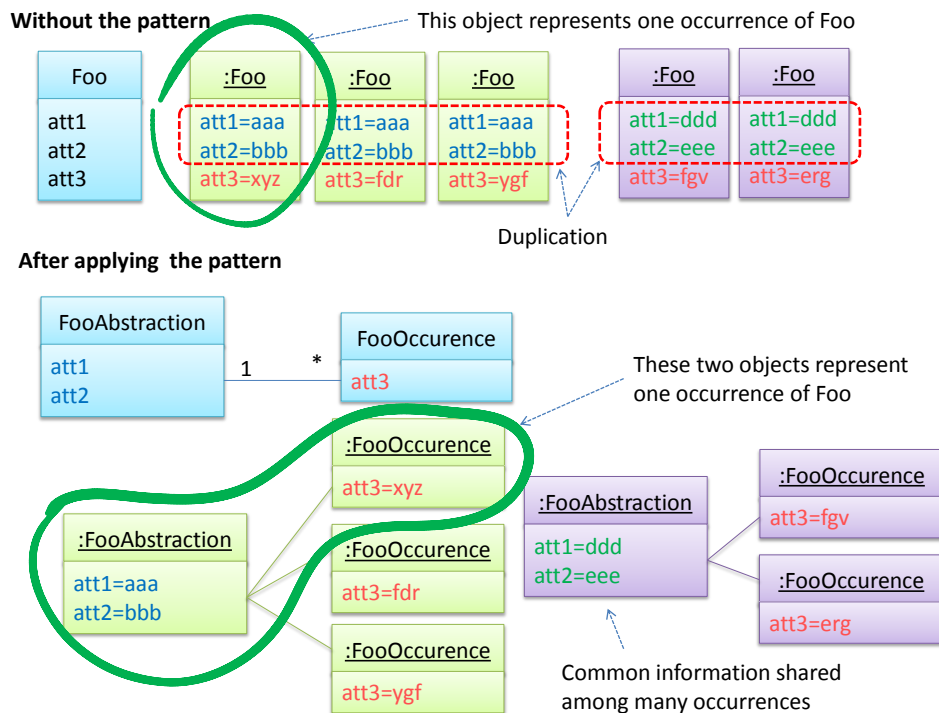 Without the pattern
This object represents one occurrence of Foo
Foo
att1
att2
att3
:Foo
att1=aaa
att2=bbb
att3=xyz
:Foo
att1=aaa
att2=bbb
att3=fdr
:Foo
att1=aaa
att2=bbb
att3=ygf
:Foo
att1=ddd
att2=eee
att3=fgv
:Foo
att1=ddd
att2=eee
att3=erg
Duplication
After applying the pattern
FooAbstraction
att1
att2
1
*
FooOccurence
att3
These two objects represent
one occurrence of Foo
:FooOccurence
att3=xyz
:FooAbstraction
att1=aaa
att2=bbb
:FooOccurence
att3=fdr
:FooOccurence
att3=ygf
:FooAbstraction
att1=ddd
att2=eee
:FooOccurence
att3=fgv
:FooOccurence
att3=erg
Common information shared
among many occurrences